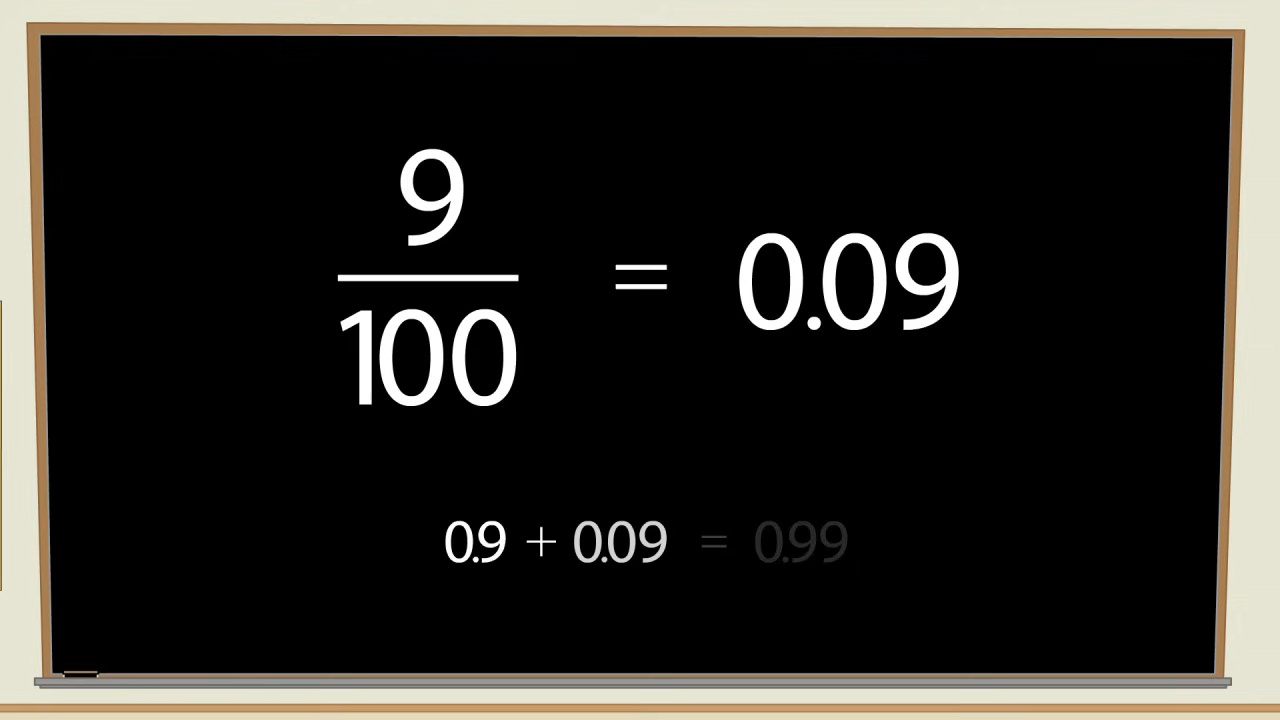 9/100 = 0.09
0.9 + 0.09 = 0.99